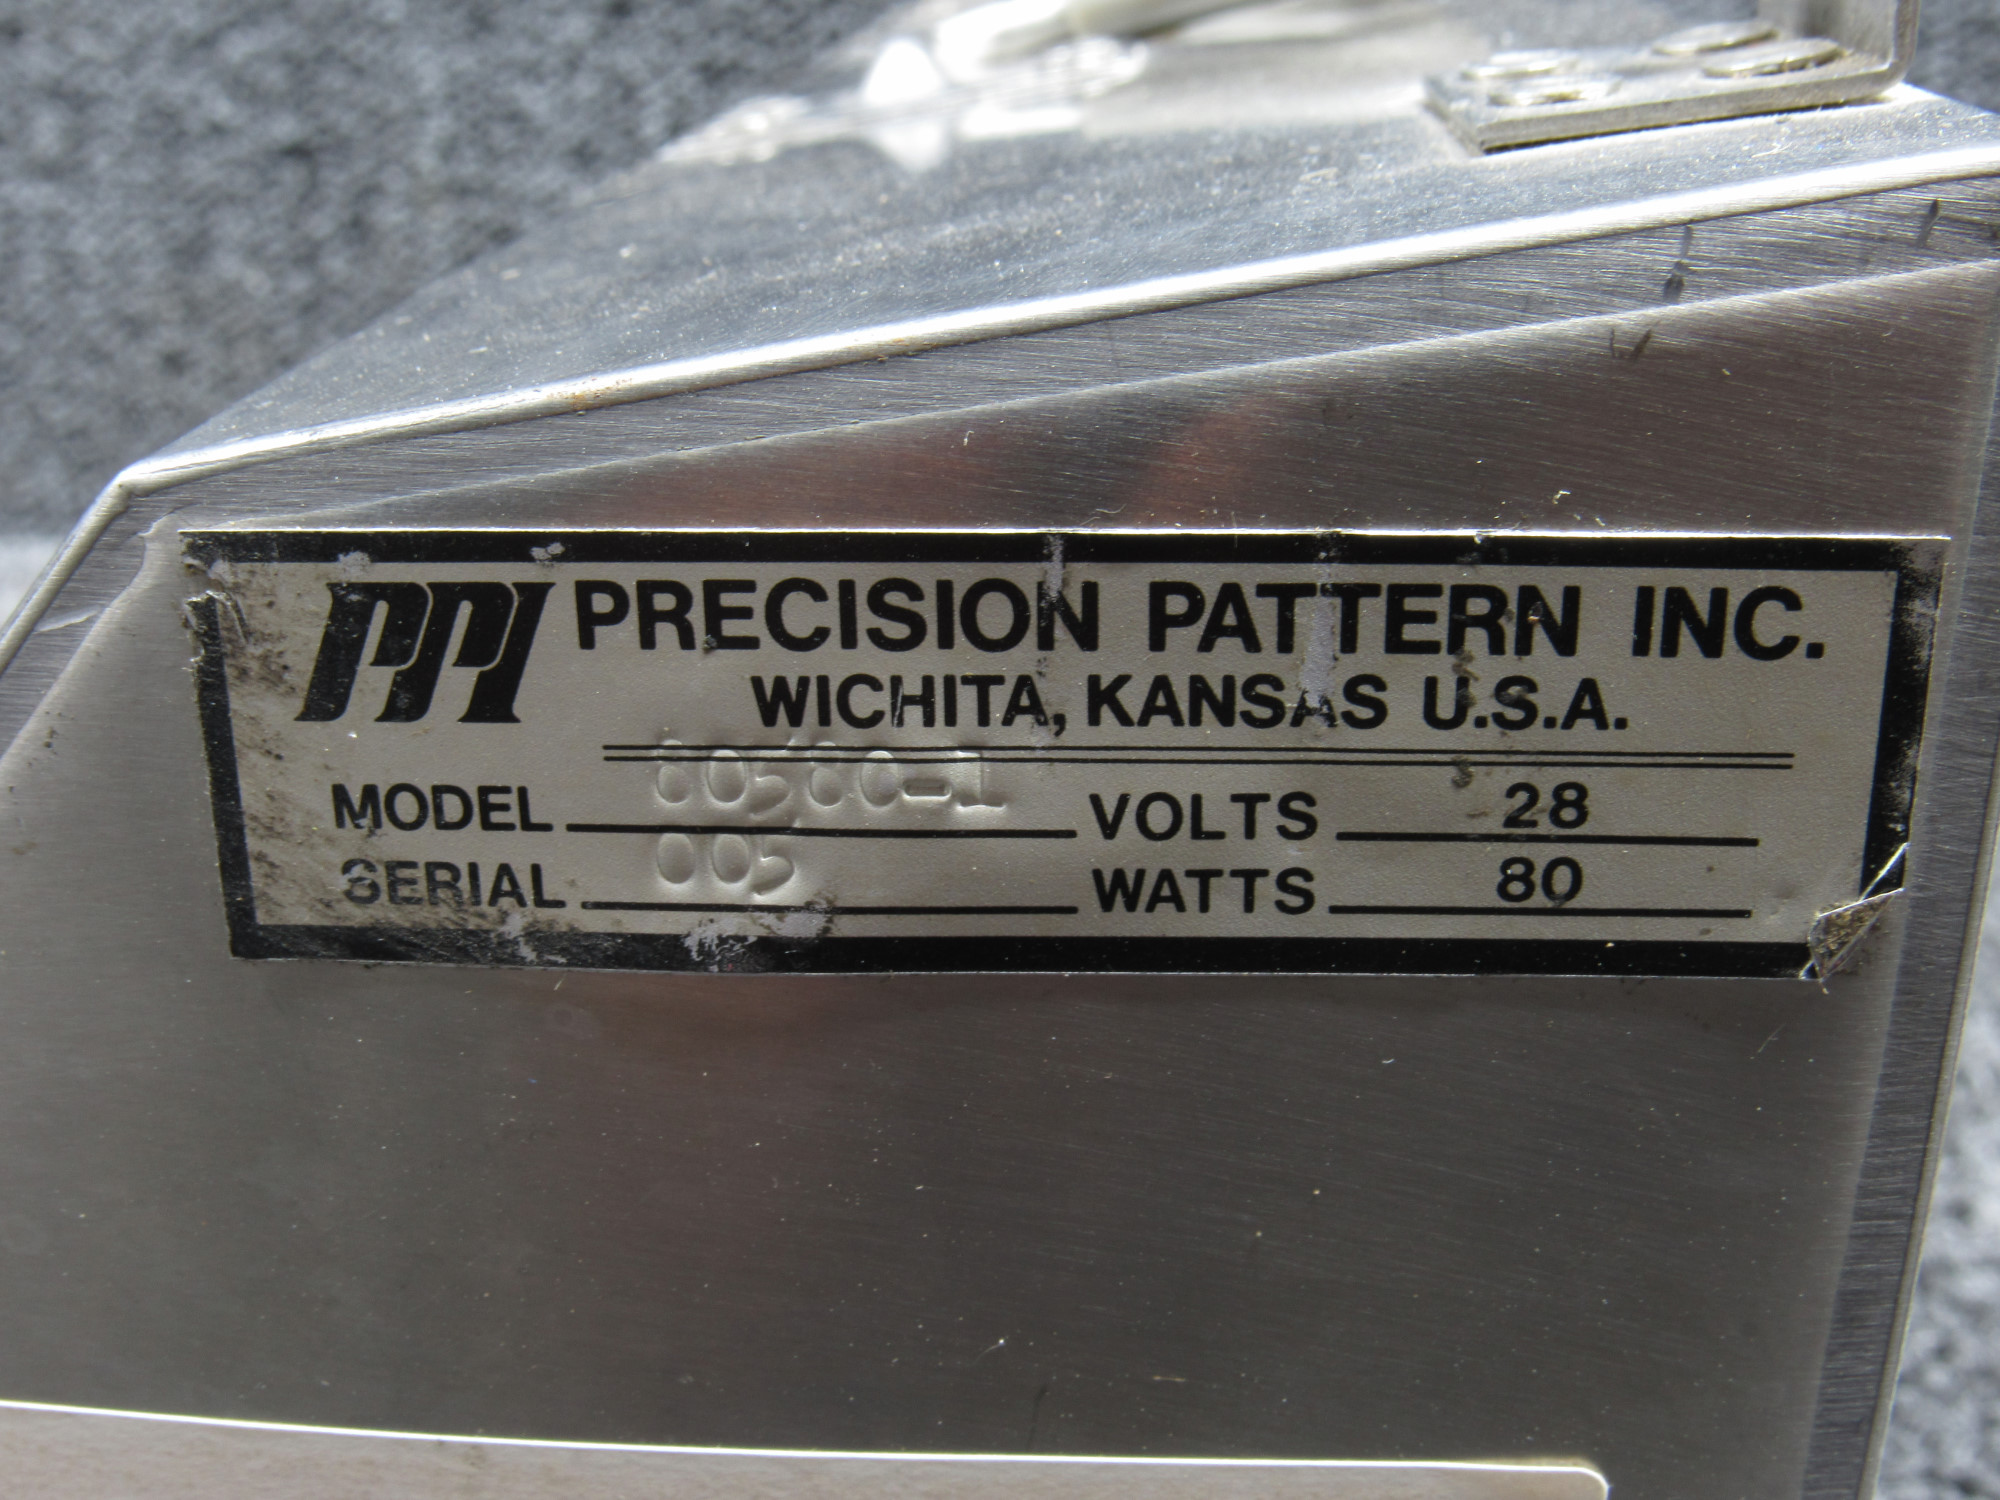 PPI PRECISION PATTERN INC.
WICHITA, KANSAS U.S.A.
MODEL VOLTS 28
SERIAL 005 WATTS 80